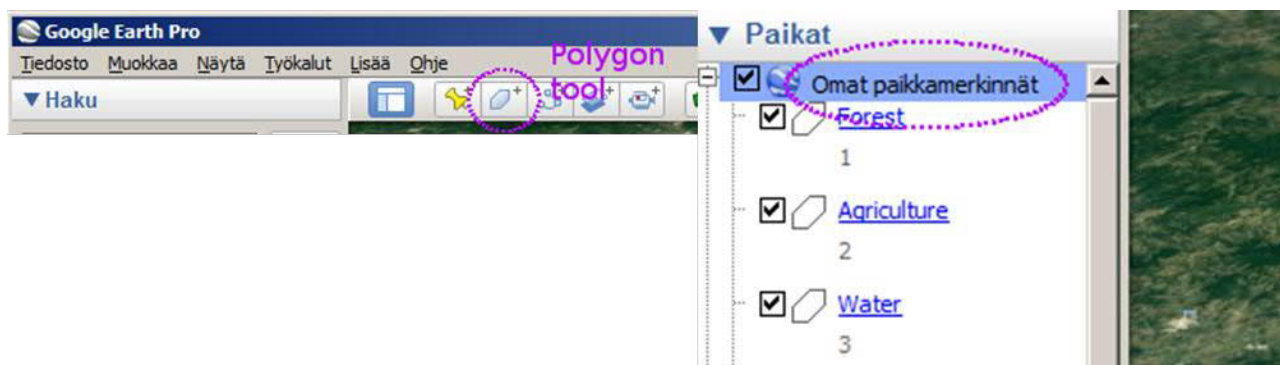 Google Earth Pro
Tiedosto Muokkaa Näytä Työkalut Lisää Ohje
Polygon
tool
Haku
Paikat
Omat paikkamerkinnät
Forest
1
Agriculture
2
Water
3